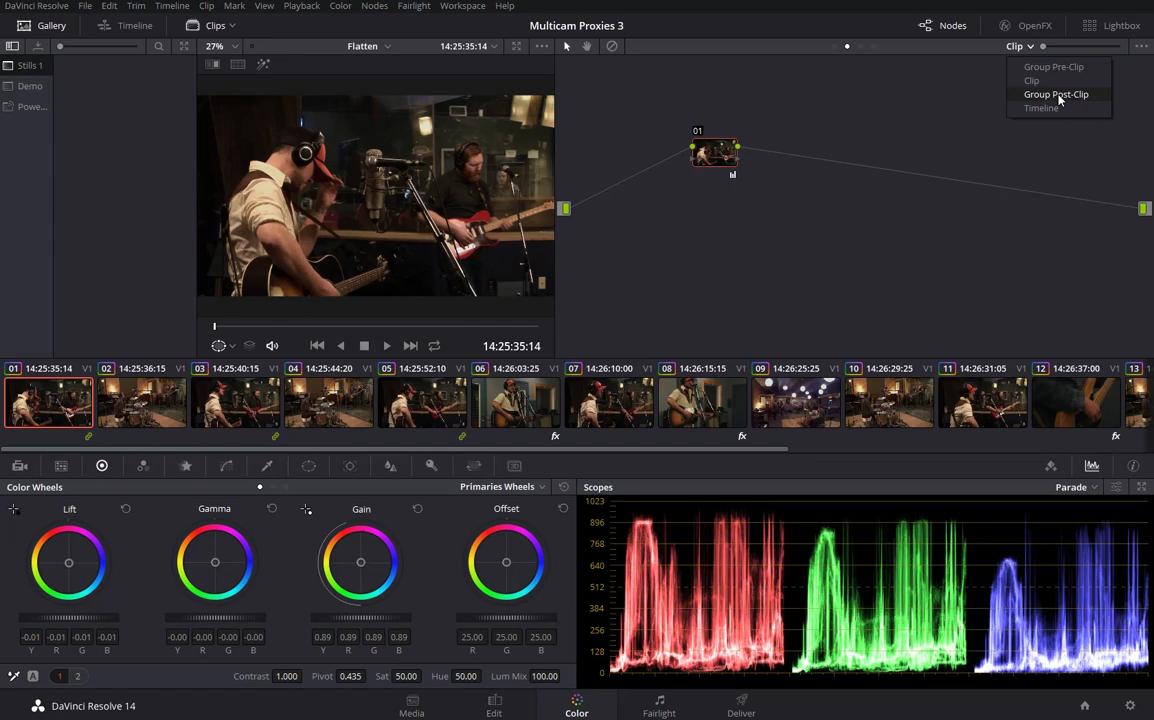 DaVinci Resolve File Edit Trim Timeline Clip Mark View Playback Color Nodes Fairlight Workspace Help
Gallery Timeline Clips Multicam Proxies 3 Nodes OpenFX Lightbox
27% Flatten 14:25:35:14 Clip
Stills 1
Demo
Powe...
Group Pre-Clip
Clip
Group Post-Clip
Timeline
01
14:25:35:14
01 14:25:35:14 V1 02 14:25:36:15 V1 03 14:25:40:15 V1 04 14:25:44:20 V1 05 14:25:52:10 V1 06 14:26:03:25 V1 07 14:26:10:00 V1 08 14:26:15:15 V1 09 14:26:25:25 V1 10 14:26:29:25 V1 11 14:26:31:05 V1 12 14:26:37:00 V1 13
fx fx fx
Color Wheels Primaries Wheels Scopes Parade
Lift Gamma Gain Offset
-0.01 -0.01 -0.01 -0.01 -0.00 -0.00 -0.00 -0.00 0.89 0.89 0.89 0.89 25.00 25.00 25.00
Y R G B Y R G B Y R G B R G B
A 1 2 Contrast 1.000 Pivot 0.435 Sat 50.00 Hue 50.00 Lum Mix 100.00
1023
896
768
640
512
384
256
128
0
DaVinci Resolve 14 Media Edit Color Fairlight Deliver